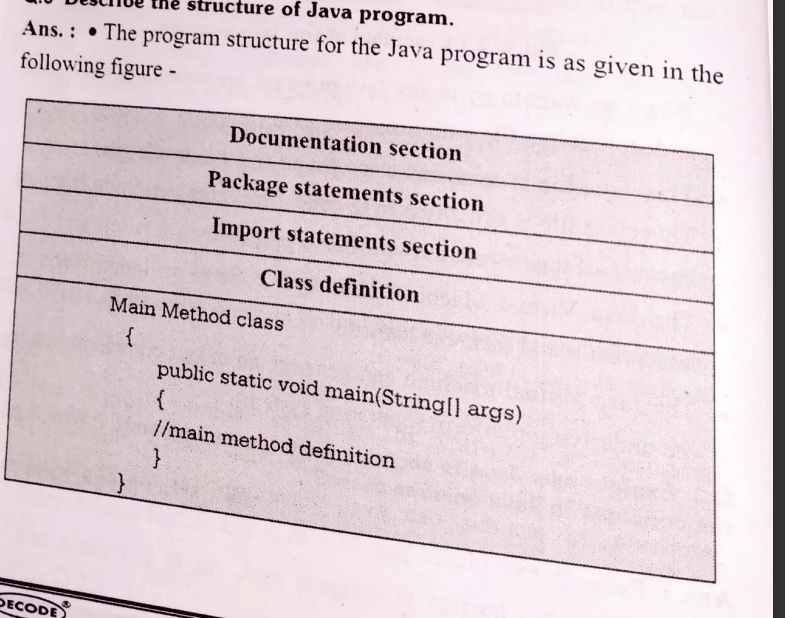 Describe the structure of Java program.
Ans. : • The program structure for the Java program is as given in the
following figure -
Documentation section
Package statements section
Import statements section
Class definition
Main Method class
{
public static void main(String[] args)
{
//main method definition
}
}
DECODE®